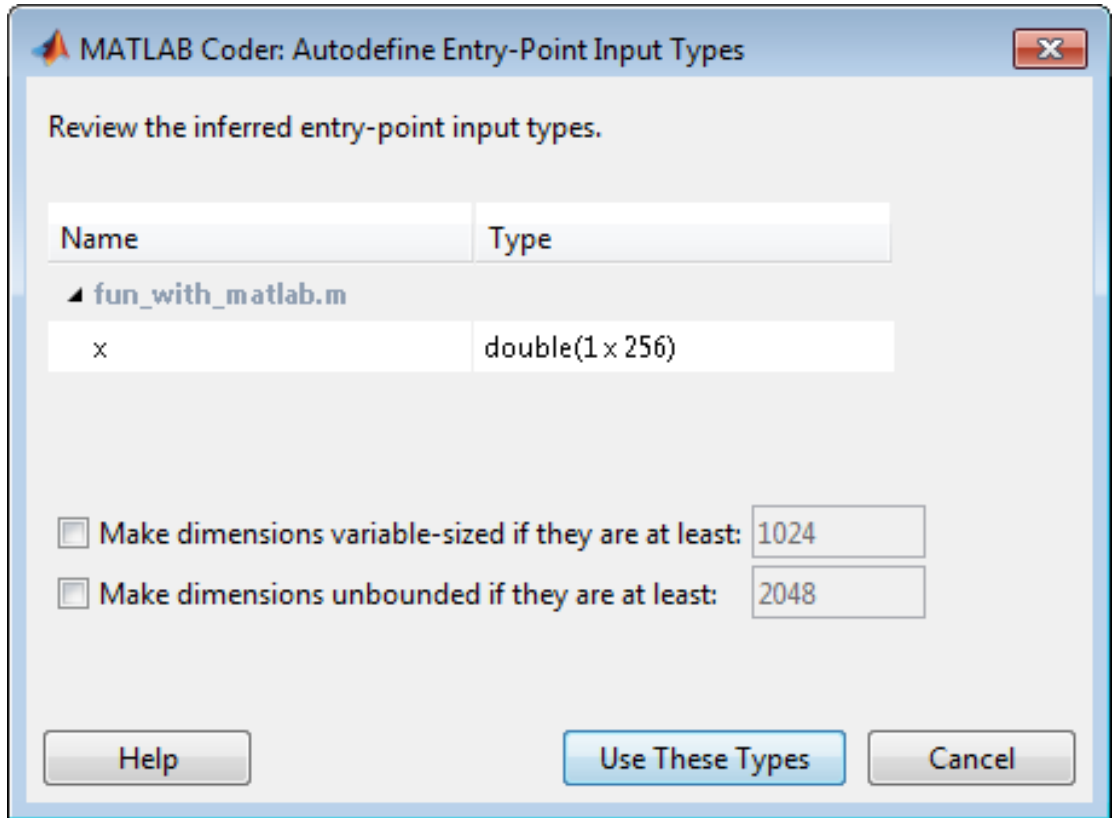 MATLAB Coder: Autodefine Entry-Point Input Types
Review the inferred entry-point input types.
Name Type
fun_with_matlab.m
x double(1 x 256)
Make dimensions variable-sized if they are at least: 1024
Make dimensions unbounded if they are at least: 2048
Help Use These Types Cancel